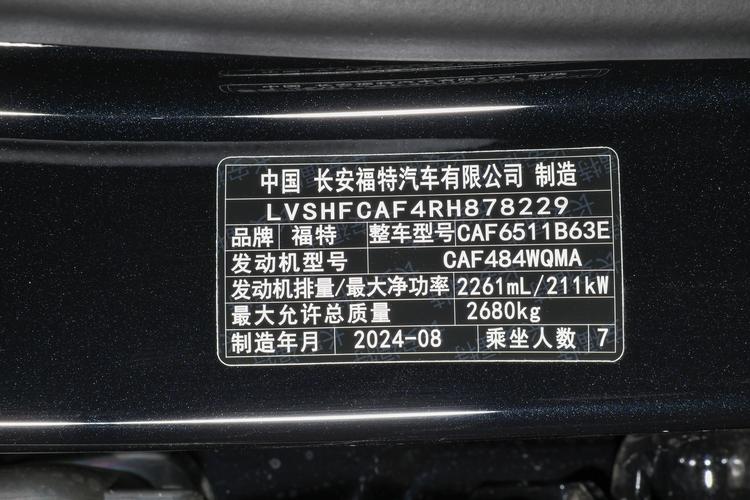 中国 长安福特汽车有限公司 制造
LVSHFCAF4RH878229
品牌 福特 整车型号 CAF6511B63E
发动机型号 CAF484WQMA
发动机排量/最大净功率 2261mL/211kW
最大允许总质量 2680kg
制造年月 2024-08 乘坐人数 7